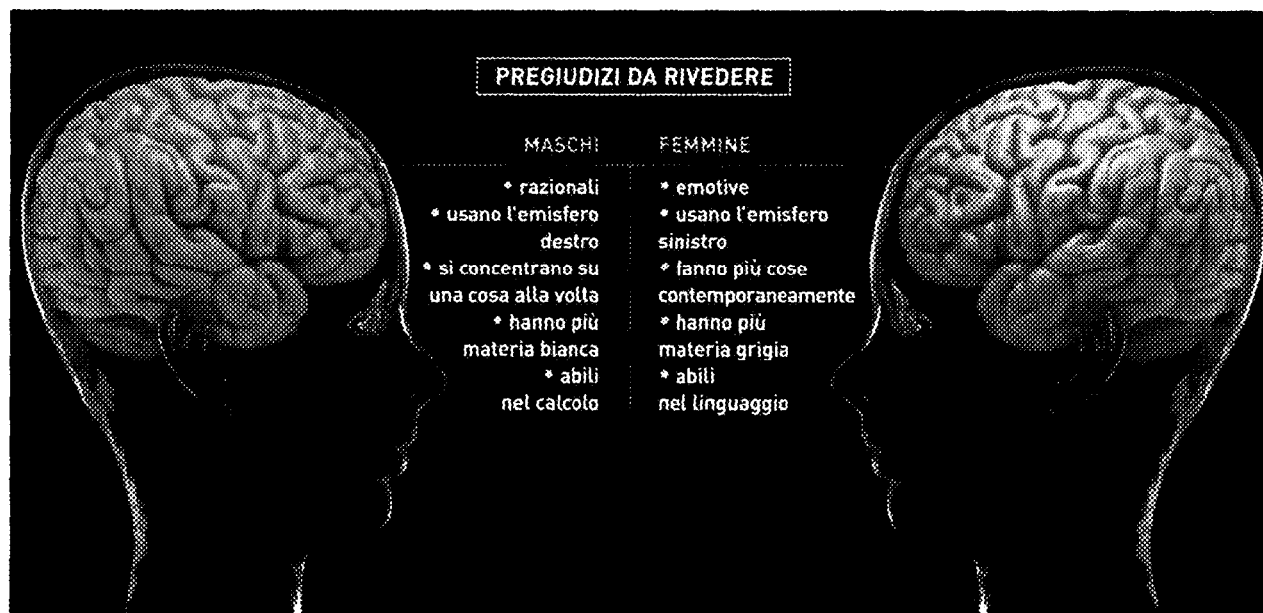 PREGIUDIZI DA RIVEDERE
MASCHI
* razionali
* usano l'emisfero
destro
* si concentrano su
una cosa alla volta
* hanno più
materia bianca
* abili
nel calcolo
FEMMINE
* emotive
* usano l'emisfero
sinistro
* fanno più cose
contemporaneamente
* hanno più
materia grigia
* abili
nel linguaggio